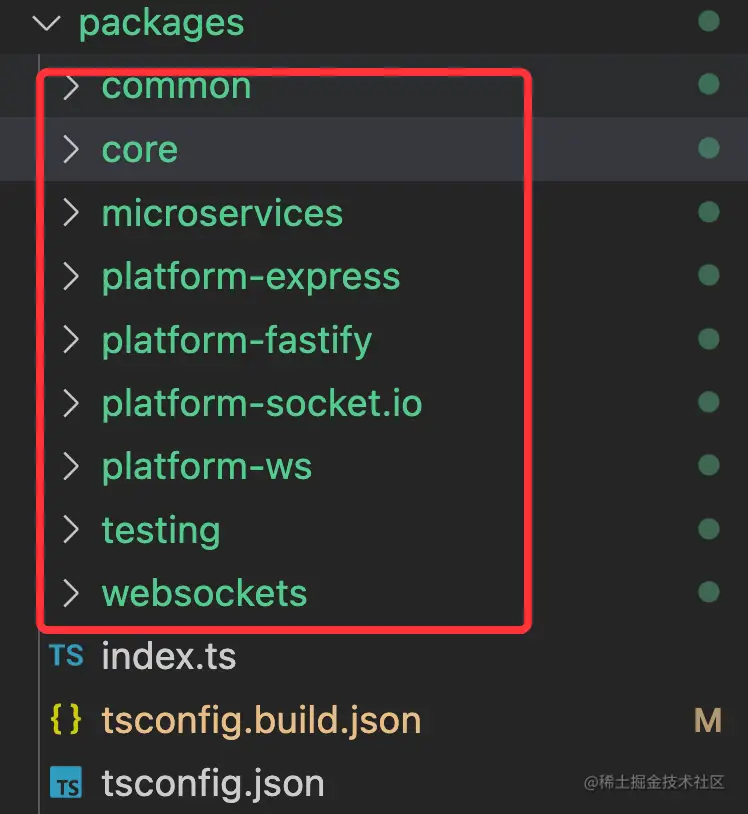 packages
common
core
microservices
platform-express
platform-fastify
platform-socket.io
platform-ws
testing
websockets
TS index.ts
{} tsconfig.build.json M
TS tsconfig.json
@稀土掘金技术社区